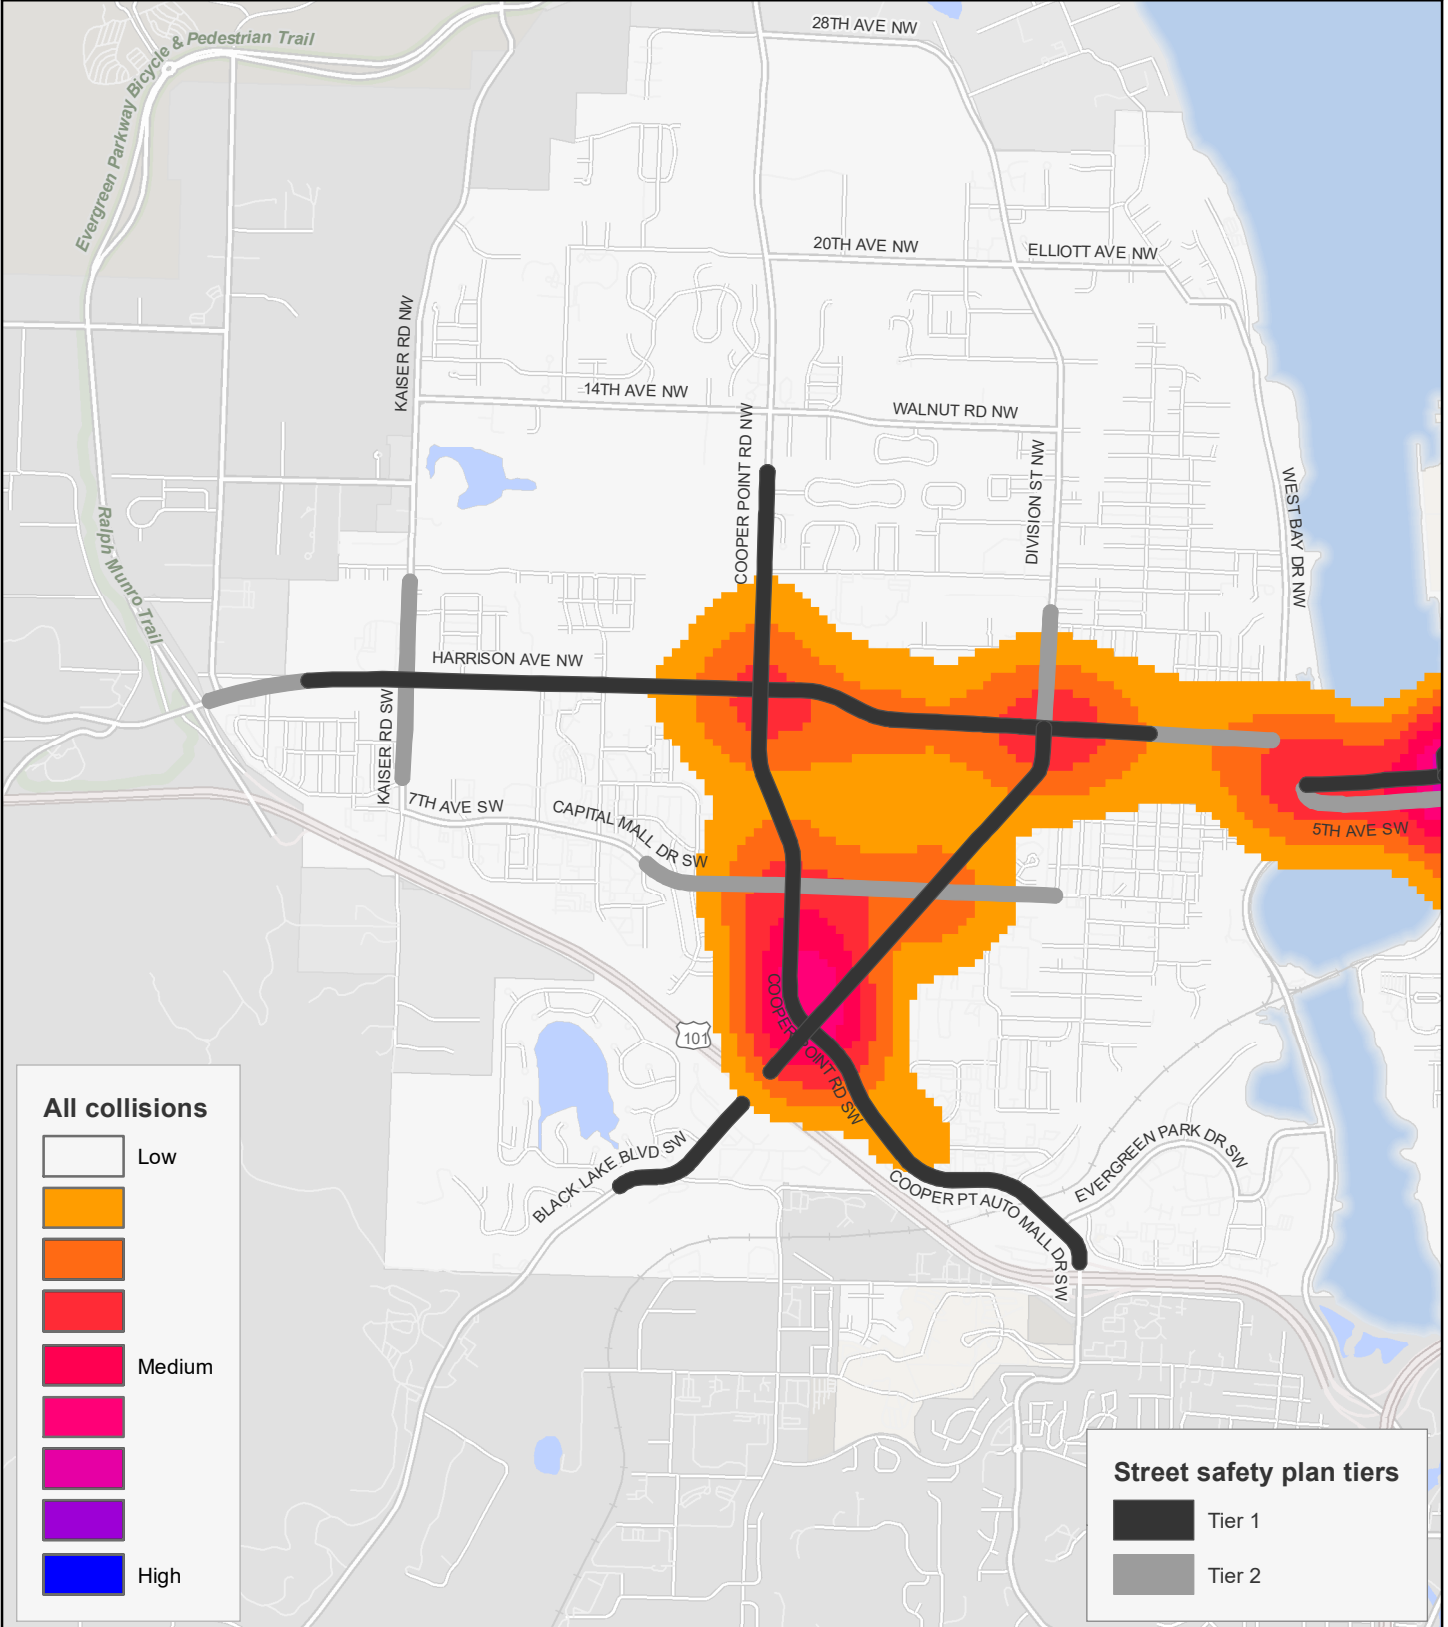 28TH AVE NW
Evergreen Parkway Bicycle & Pedestrian Trail
20TH AVE NW
ELLIOTT AVE NW
KAISER RD NW
14TH AVE NW
WALNUT RD NW
COOPER POINT RD NW
DIVISION ST NW
WEST BAY DR NW
Ralph Munro Trail
HARRISON AVE NW
KAISER RD SW
7TH AVE SW
CAPITAL MALL DR SW
5TH AVE SW
COOPER POINT RD SW
101
BLACK LAKE BLVD SW
EVERGREEN PARK DR SW
COOPER PT AUTO MALL DR SW
All collisions
Low
Medium
High
Street safety plan tiers
Tier 1
Tier 2